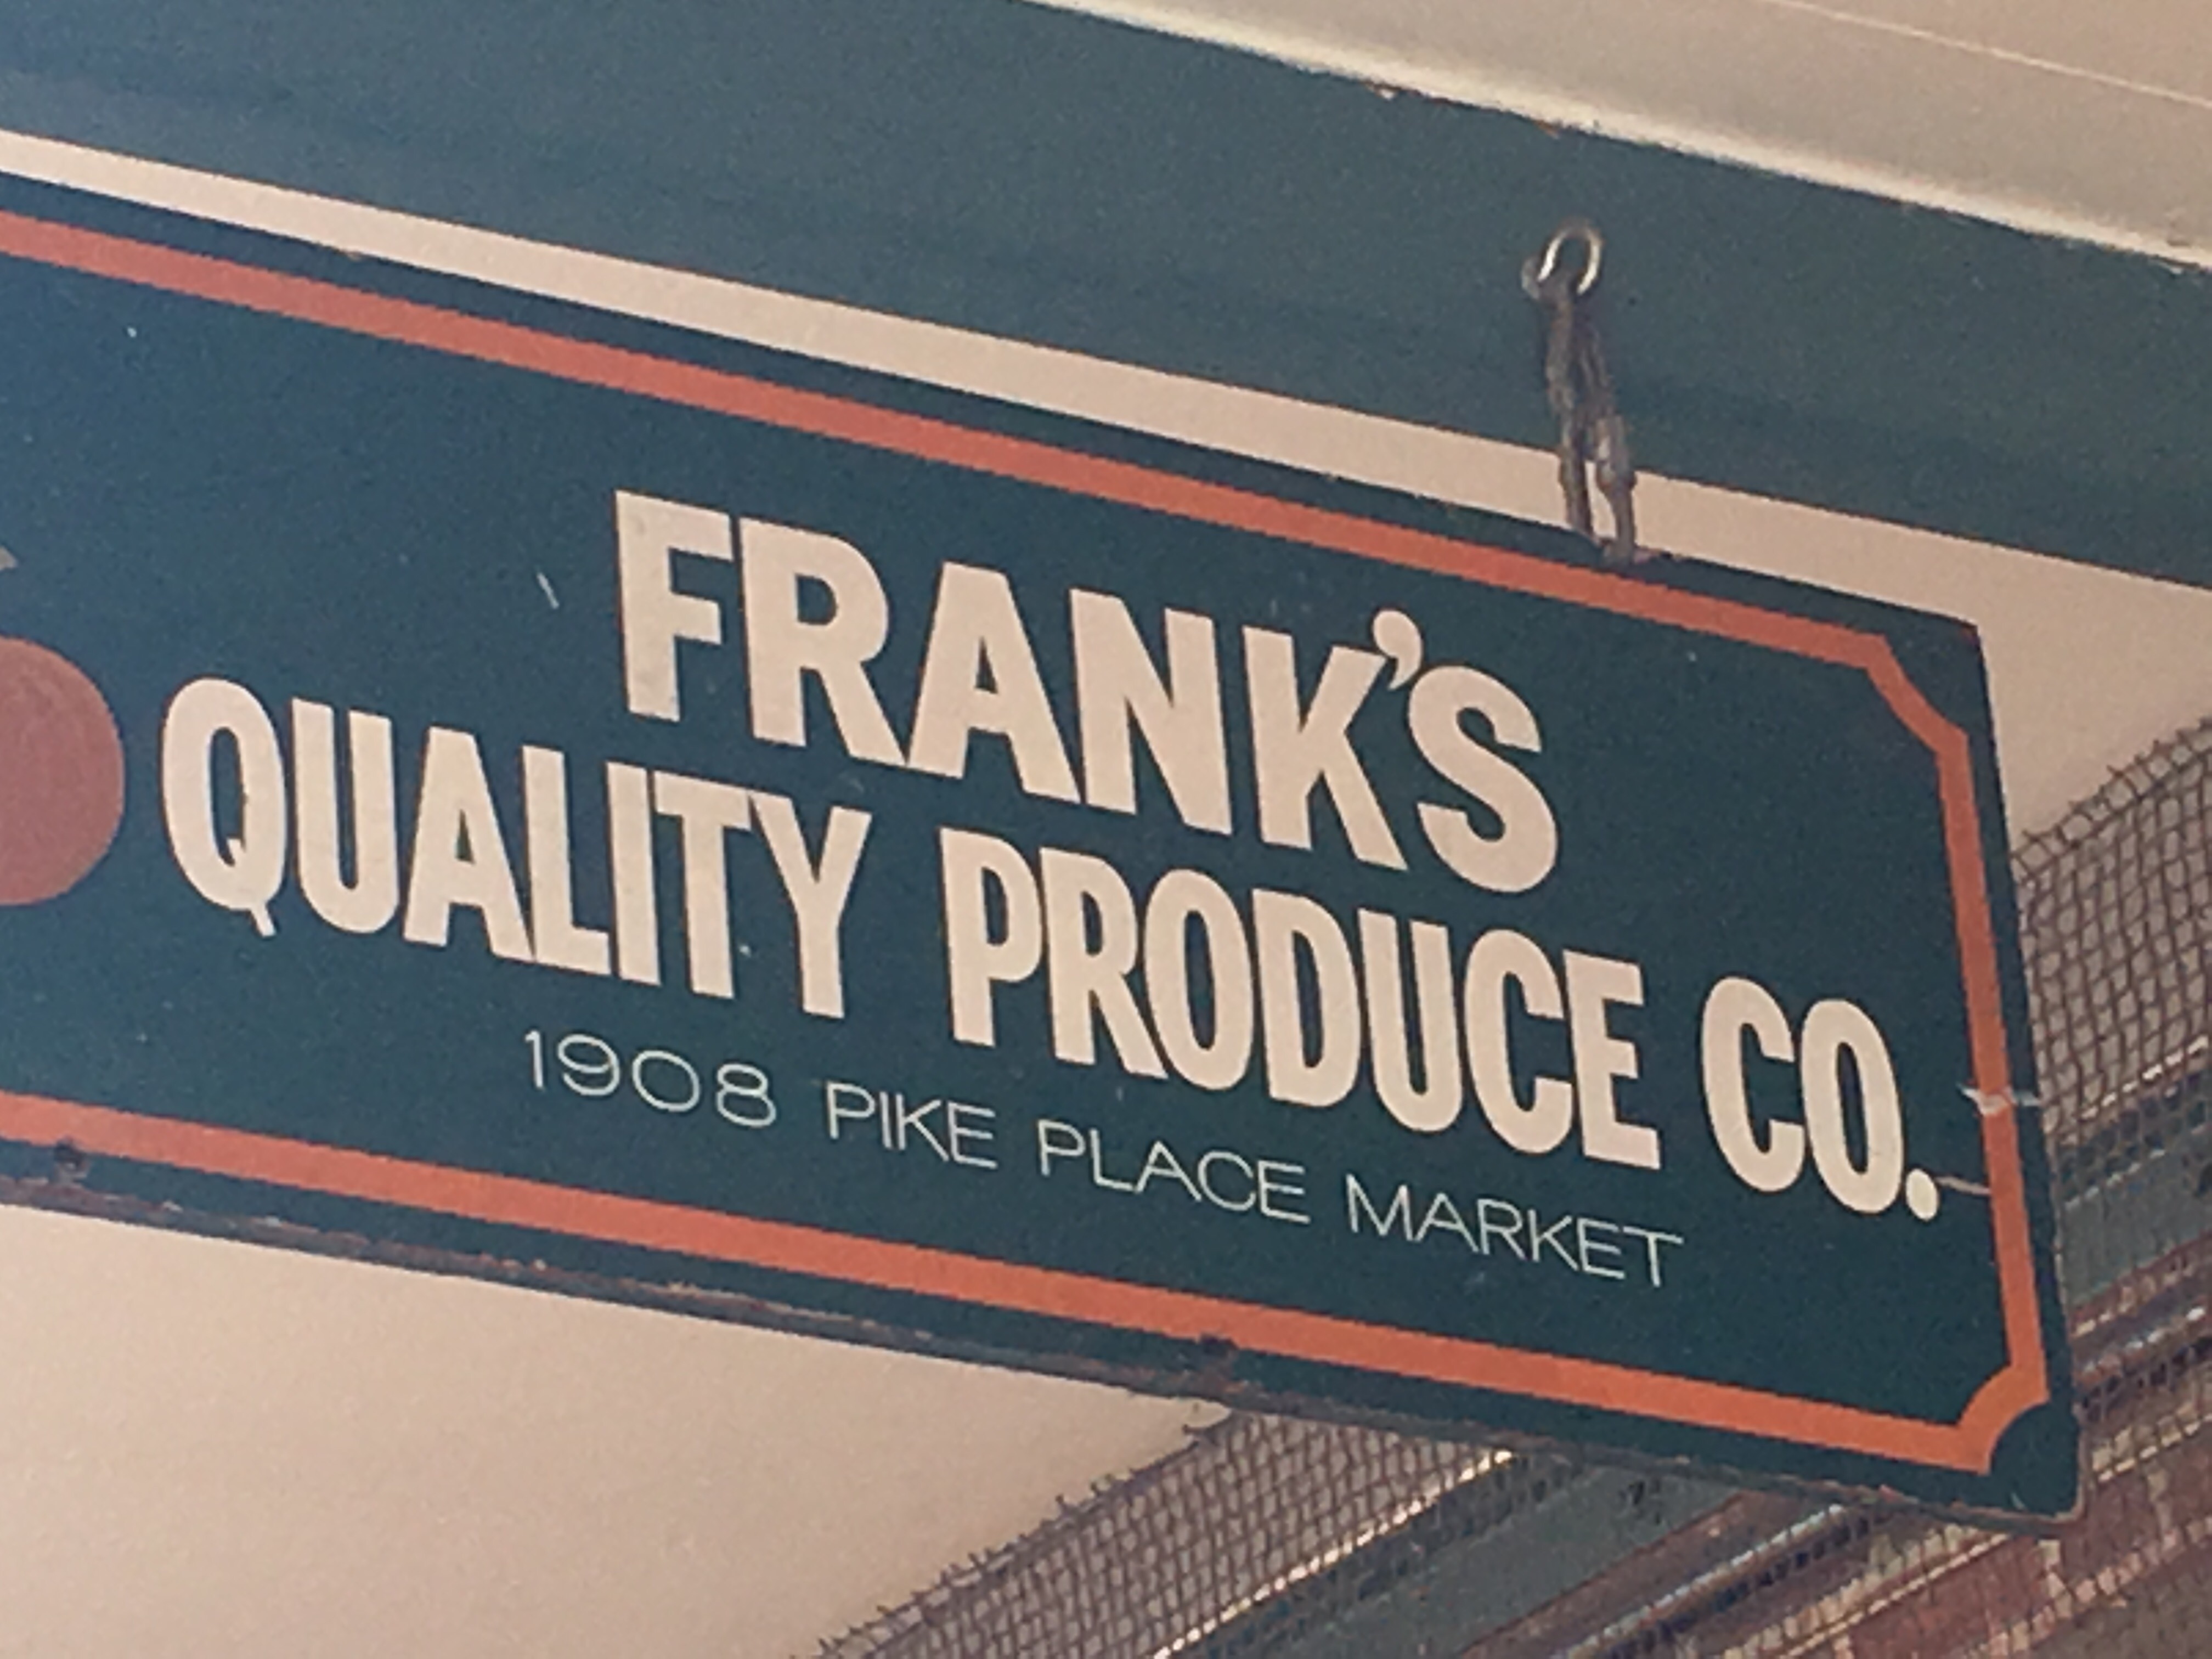 FRANK'S
QUALITY PRODUCE CO.
1908 PIKE PLACE MARKET